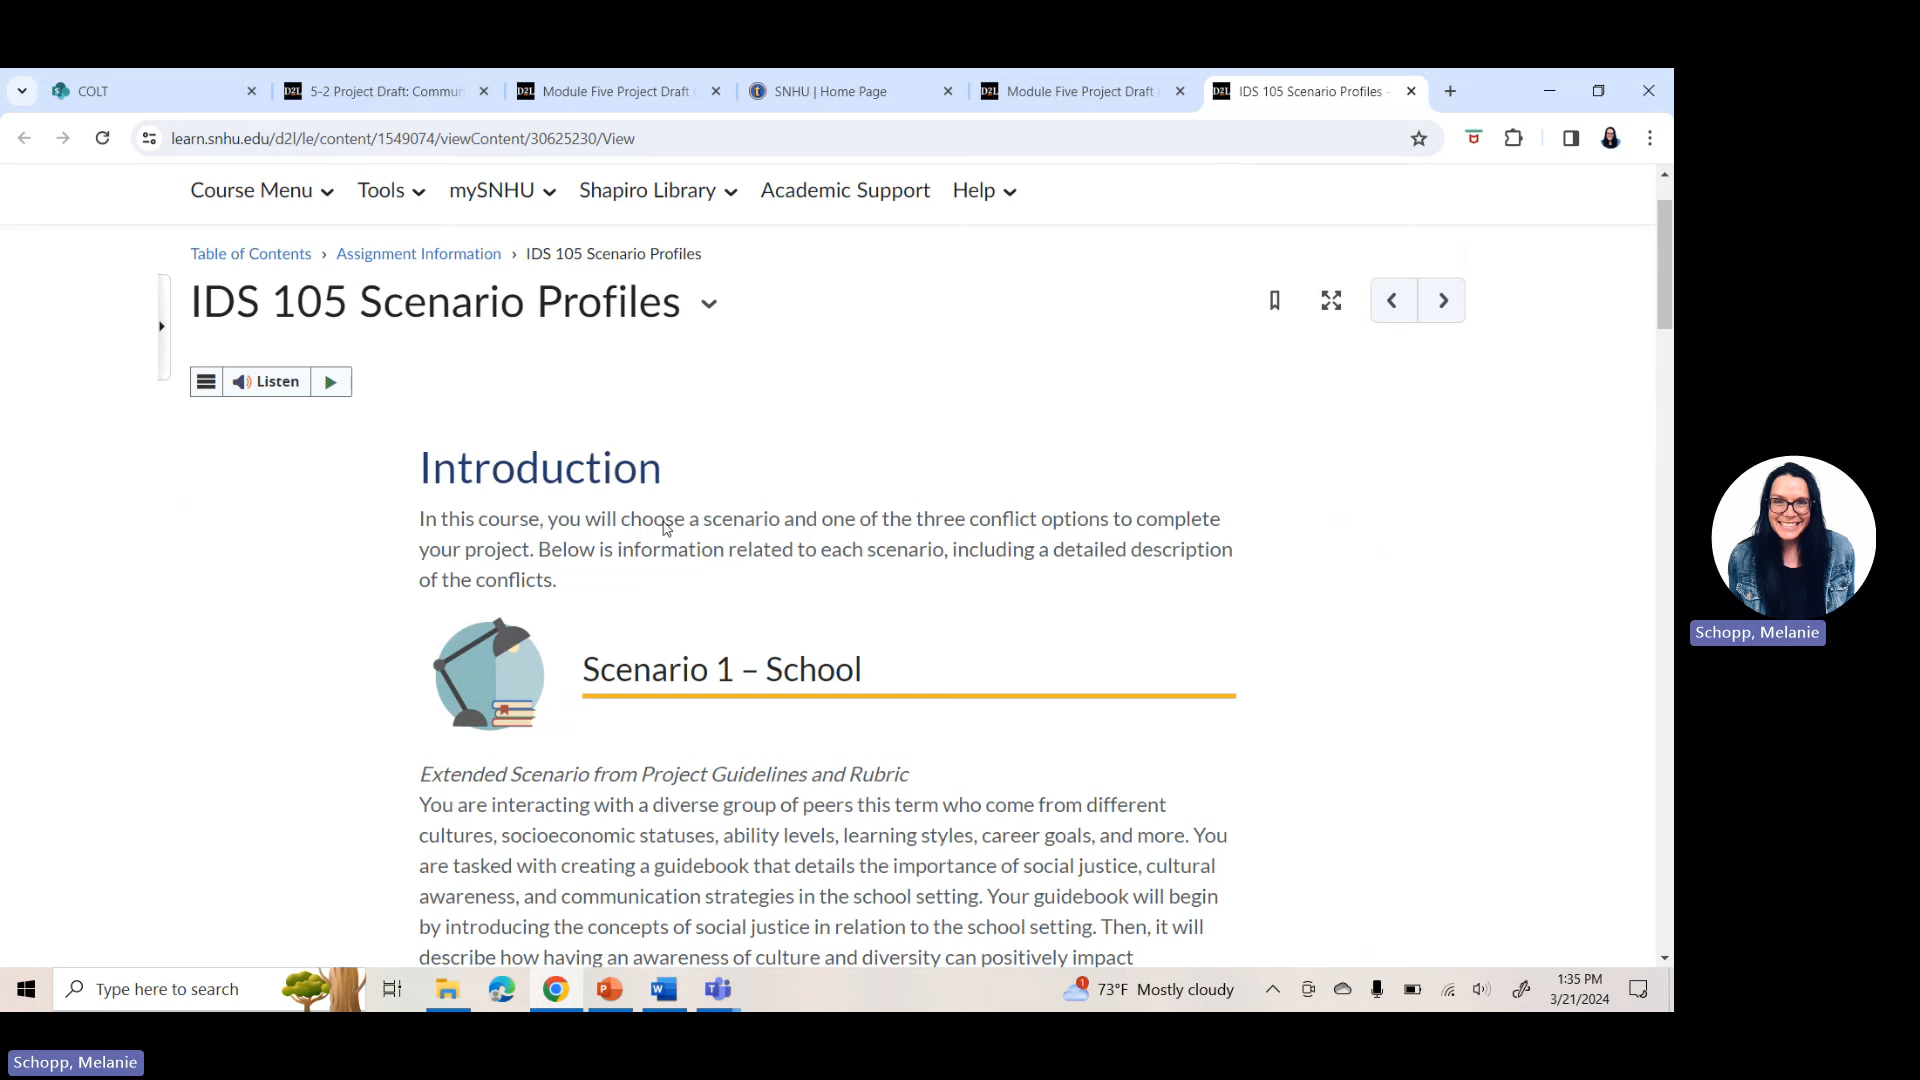 COLT
D2L 5-2 Project Draft: Commun
D2L Module Five Project Draft
SNHU | Home Page
D2L Module Five Project Draft
D2L IDS 105 Scenario Profiles -
learn.snhu.edu/d2l/le/content/1549074/viewContent/30625230/View
Course Menu Tools mySNHU Shapiro Library Academic Support Help
Table of Contents › Assignment Information › IDS 105 Scenario Profiles
IDS 105 Scenario Profiles
Listen
Introduction
In this course, you will choose a scenario and one of the three conflict options to complete
your project. Below is information related to each scenario, including a detailed description
of the conflicts.
Scenario 1 – School
Extended Scenario from Project Guidelines and Rubric
You are interacting with a diverse group of peers this term who come from different
cultures, socioeconomic statuses, ability levels, learning styles, career goals, and more. You
are tasked with creating a guidebook that details the importance of social justice, cultural
awareness, and communication strategies in the school setting. Your guidebook will begin
by introducing the concepts of social justice in relation to the school setting. Then, it will
describe how having an awareness of culture and diversity can positively impact
Schopp, Melanie
Type here to search
1
73°F Mostly cloudy
1:35 PM
3/21/2024
Schopp, Melanie